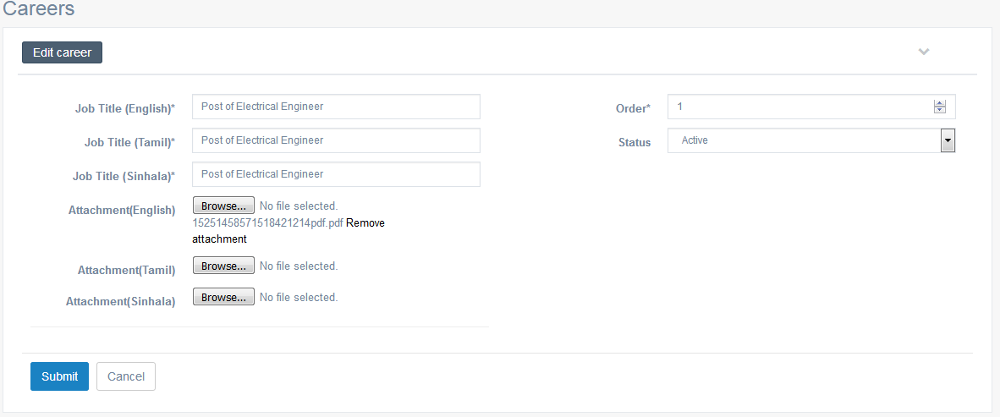 Careers
Edit career
Job Title (English)* Post of Electrical Engineer
Order* 1
Job Title (Tamil)* Post of Electrical Engineer
Status Active
Job Title (Sinhala)* Post of Electrical Engineer
Attachment(English) Browse... No file selected.
15251458571518421214pdf.pdf Remove
attachment
Attachment(Tamil) Browse... No file selected.
Attachment(Sinhala) Browse... No file selected.
Submit Cancel